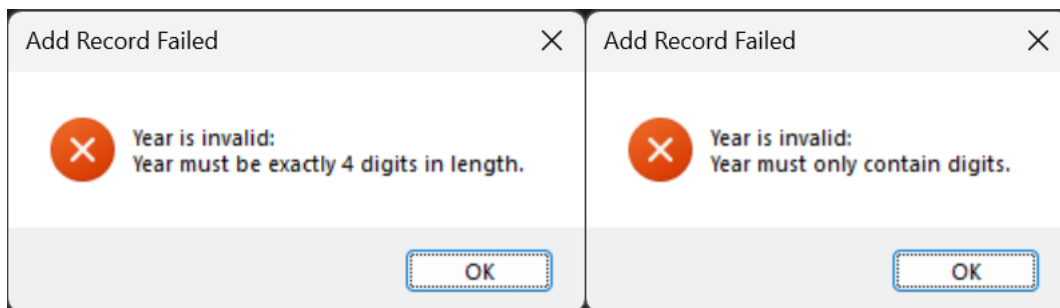 Add Record Failed
Year is invalid:
Year must be exactly 4 digits in length.
OK
Add Record Failed
Year is invalid:
Year must only contain digits.
OK